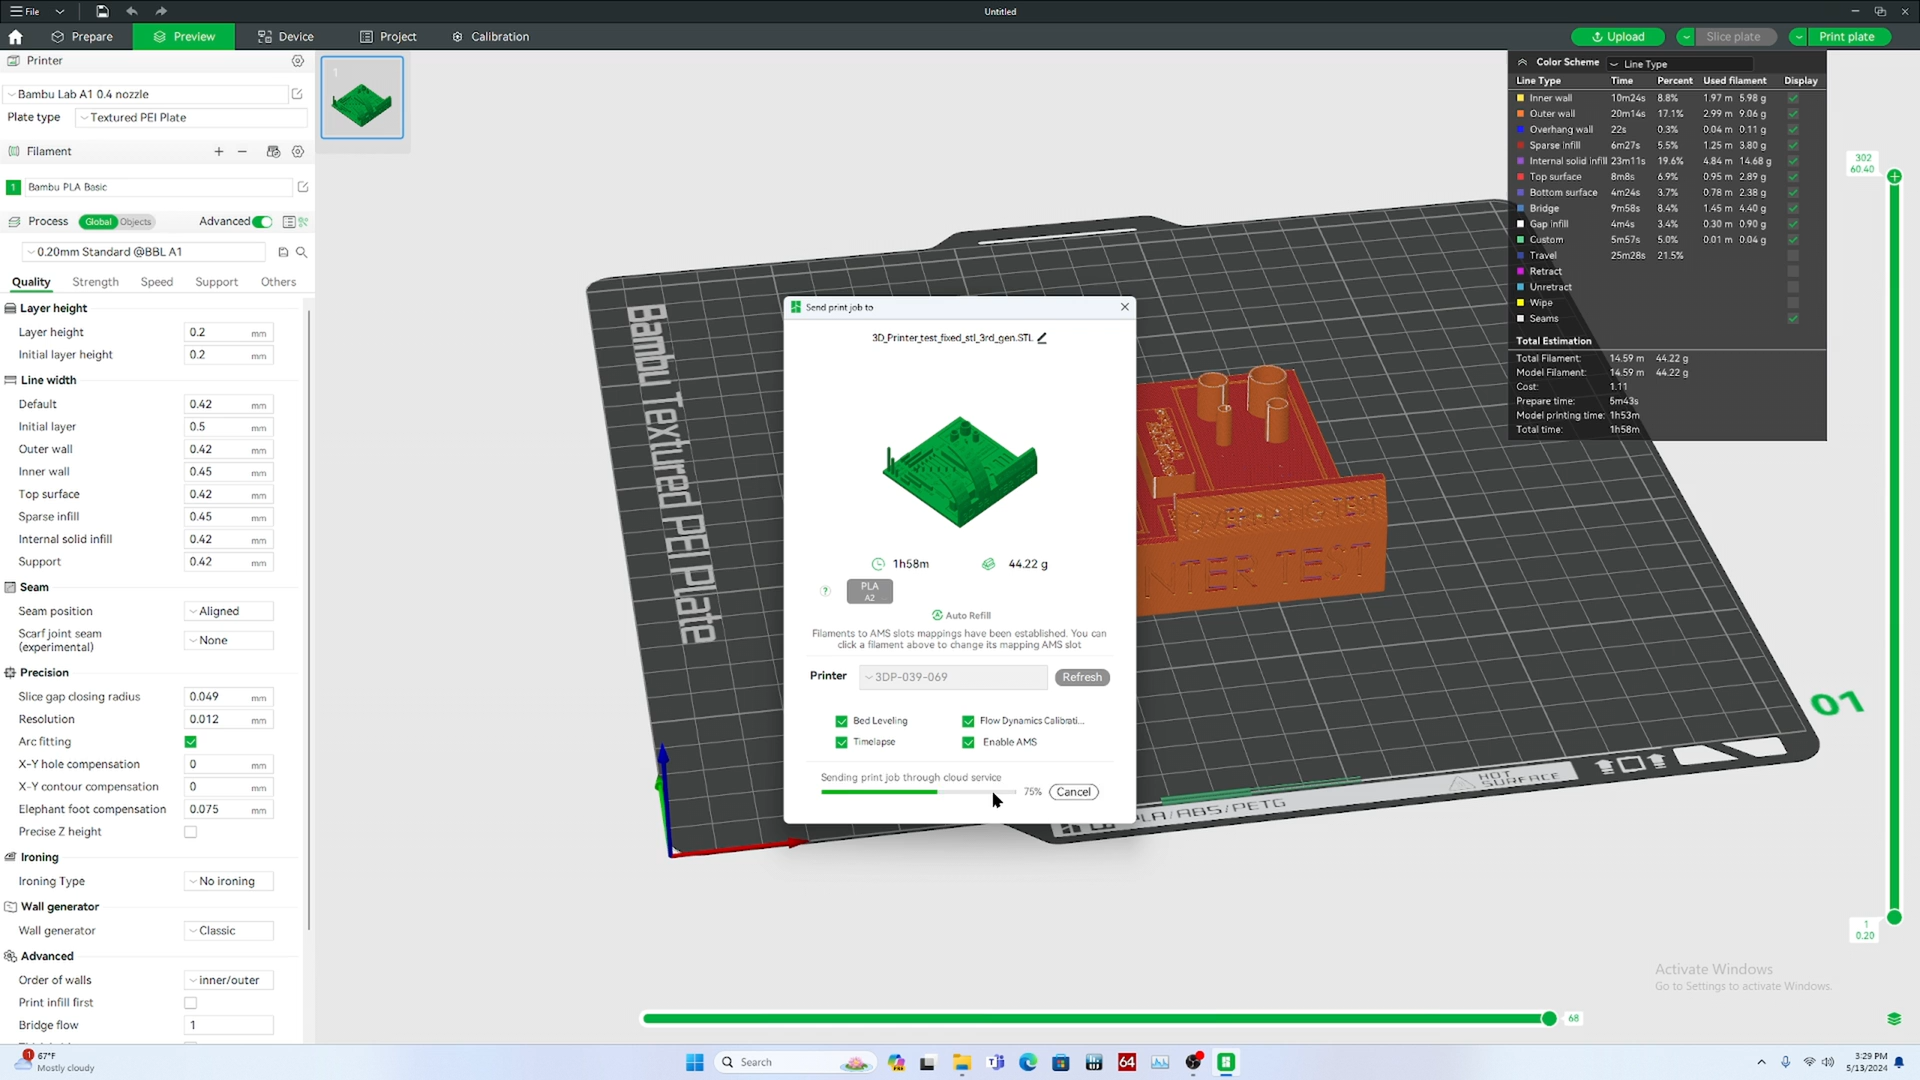 File
Untitled
Prepare
Preview
Device
Project
Calibration
Upload
Slice plate
Print plate
Printer
Bambu Lab A1 0.4 nozzle
Plate type
Textured PEI Plate
Filament
1 Bambu PLA Basic
Process Global Objects Advanced
0.20mm Standard @BBL A1
Quality Strength Speed Support Others
Layer height
Layer height 0.2 mm
Initial layer height 0.2 mm
Line width
Default 0.42 mm
Initial layer 0.5 mm
Outer wall 0.42 mm
Inner wall 0.45 mm
Top surface 0.42 mm
Sparse infill 0.45 mm
Internal solid infill 0.42 mm
Support 0.42 mm
Seam
Seam position Aligned
Scarf joint seam
(experimental) None
Precision
Slice gap closing radius 0.049 mm
Resolution 0.012 mm
Arc fitting
X-Y hole compensation 0 mm
X-Y contour compensation 0 mm
Elephant foot compensation 0.075 mm
Precise Z height
Ironing
Ironing Type No ironing
Wall generator
Wall generator Classic
Advanced
Order of walls inner/outer
Print infill first
Bridge flow 1
1
Bambu Textured PEI Plate
Send print job to
3D_Printer_test_fixed_stl_3rd_gen.STL
1h58m 44.22 g
? PLA
A2
Auto Refill
Filaments to AMS slots mappings have been established. You can
click a filament above to change its mapping AMS slot
Printer 3DP-039-069 Refresh
Bed Leveling Flow Dynamics Calibrati...
Timelapse Enable AMS
Sending print job through cloud service
75% Cancel
OVERHANG TEST
NTER TEST
PLA/ABS/PETG
HOT
SURFACE
01
Color Scheme Line Type
Line Type Time Percent Used filament Display
Inner wall 10m24s 8.8% 1.97 m 5.98 g
Outer wall 20m14s 17.1% 2.99 m 9.06 g
Overhang wall 22s 0.3% 0.04 m 0.11 g
Sparse infill 6m27s 5.5% 1.25 m 3.80 g
Internal solid infill 23m11s 19.6% 4.84 m 14.68 g
Top surface 8m8s 6.9% 0.95 m 2.89 g
Bottom surface 4m24s 3.7% 0.78 m 2.38 g
Bridge 9m58s 8.4% 1.45 m 4.40 g
Gap infill 4m4s 3.4% 0.30 m 0.90 g
Custom 5m57s 5.0% 0.01 m 0.04 g
Travel 25m28s 21.5%
Retract
Unretract
Wipe
Seams
Total Estimation
Total Filament: 14.59 m 44.22 g
Model Filament: 14.59 m 44.22 g
Cost: 1.11
Prepare time: 5m43s
Model printing time: 1h53m
Total time: 1h58m
302
60.40
1
0.20
68
Activate Windows
Go to Settings to activate Windows.
1
67°F
Mostly cloudy
Search
64
3:29 PM
5/13/2024